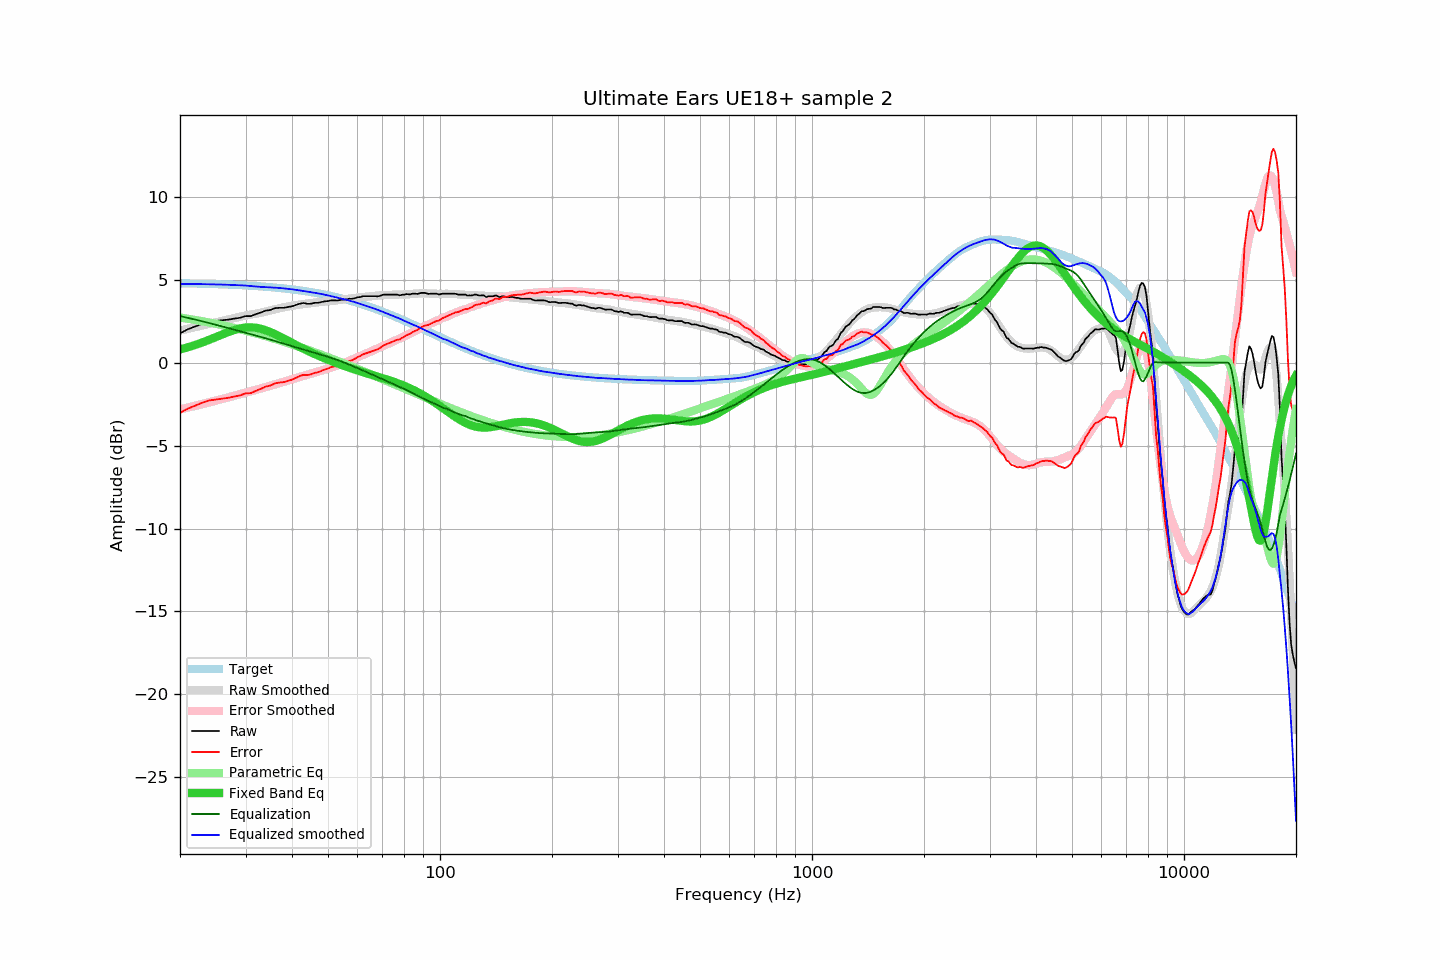 Ultimate Ears UE18+ sample 2
10
5
0
−5
−10
−15
−20
−25
Amplitude (dBr)
Target
Raw Smoothed
Error Smoothed
Raw
Error
Parametric Eq
Fixed Band Eq
Equalization
Equalized smoothed
100
1000
10000
Frequency (Hz)